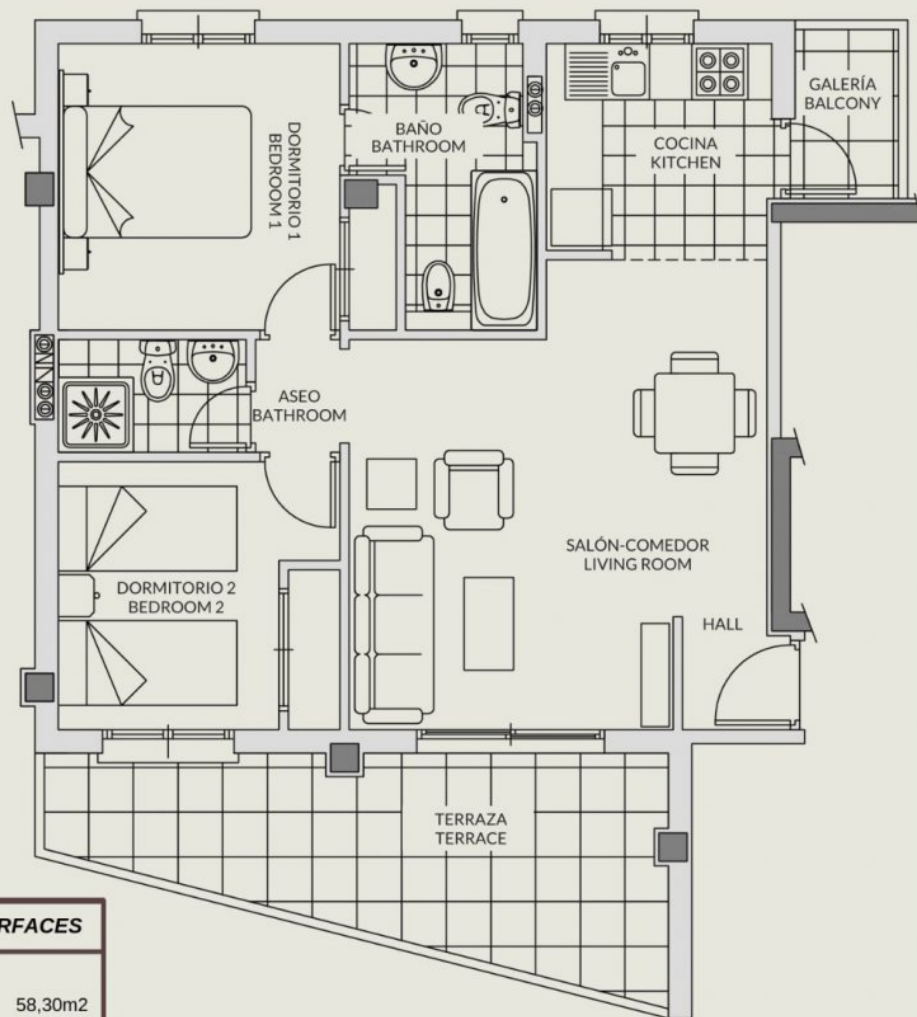 GALERÍA
BALCONY
BAÑO
BATHROOM
COCINA
KITCHEN
DORMITORIO 1
BEDROOM 1
ASEO
BATHROOM
SALÓN-COMEDOR
LIVING ROOM
DORMITORIO 2
BEDROOM 2
HALL
TERRAZA
TERRACE
RFACES
58,30m2